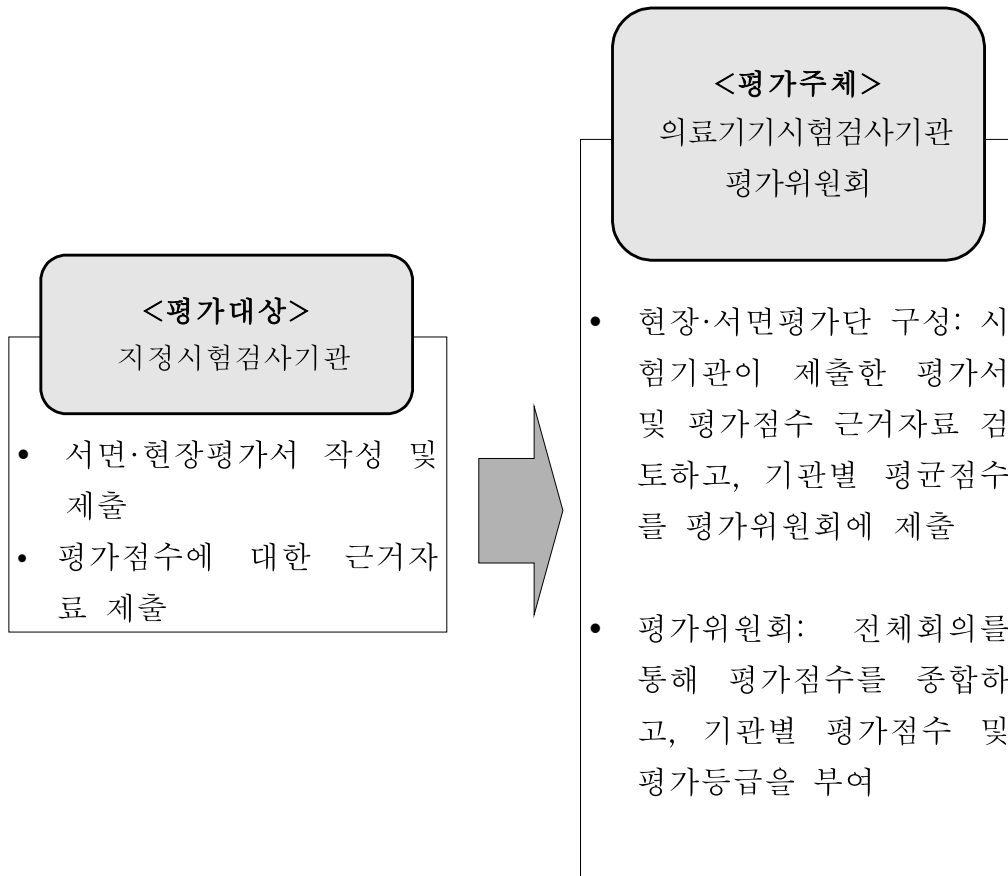 <평가대상>
지정시험검사기관
• 서면·현장평가서 작성 및
제출
• 평가점수에 대한 근거자
료 제출
<평가주체>
의료기기시험검사기관
평가위원회
• 현장·서면평가단 구성: 시
험기관이 제출한 평가서
및 평가점수 근거자료 검
토하고, 기관별 평균점수
를 평가위원회에 제출
• 평가위원회: 전체회의를
통해 평가점수를 종합하
고, 기관별 평가점수 및
평가등급을 부여